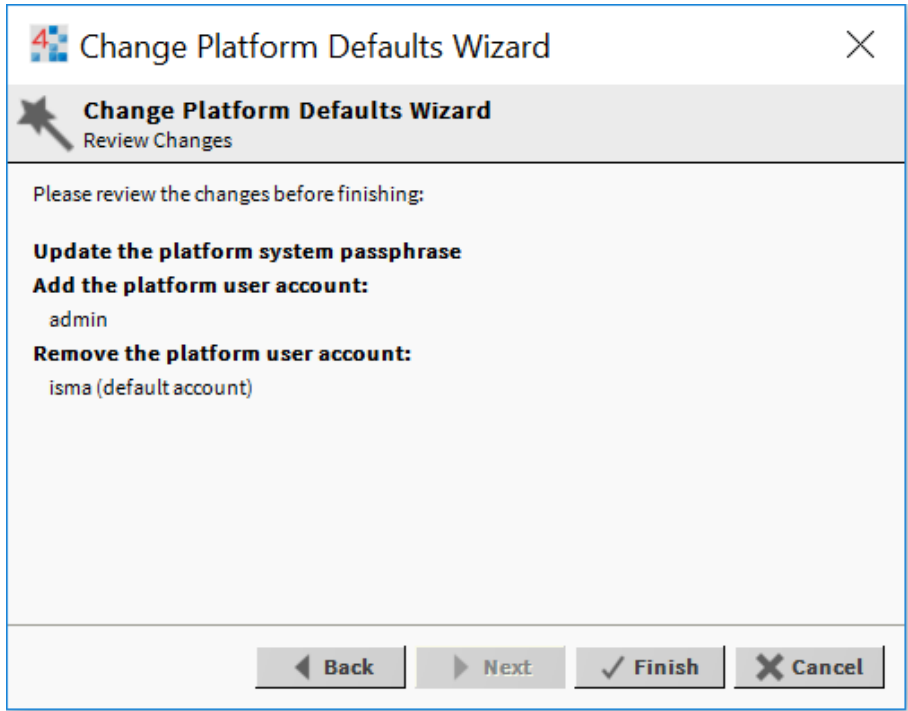 4 Change Platform Defaults Wizard
Change Platform Defaults Wizard
Review Changes
Please review the changes before finishing:
Update the platform system passphrase
Add the platform user account:
admin
Remove the platform user account:
isma (default account)
Back Next Finish Cancel